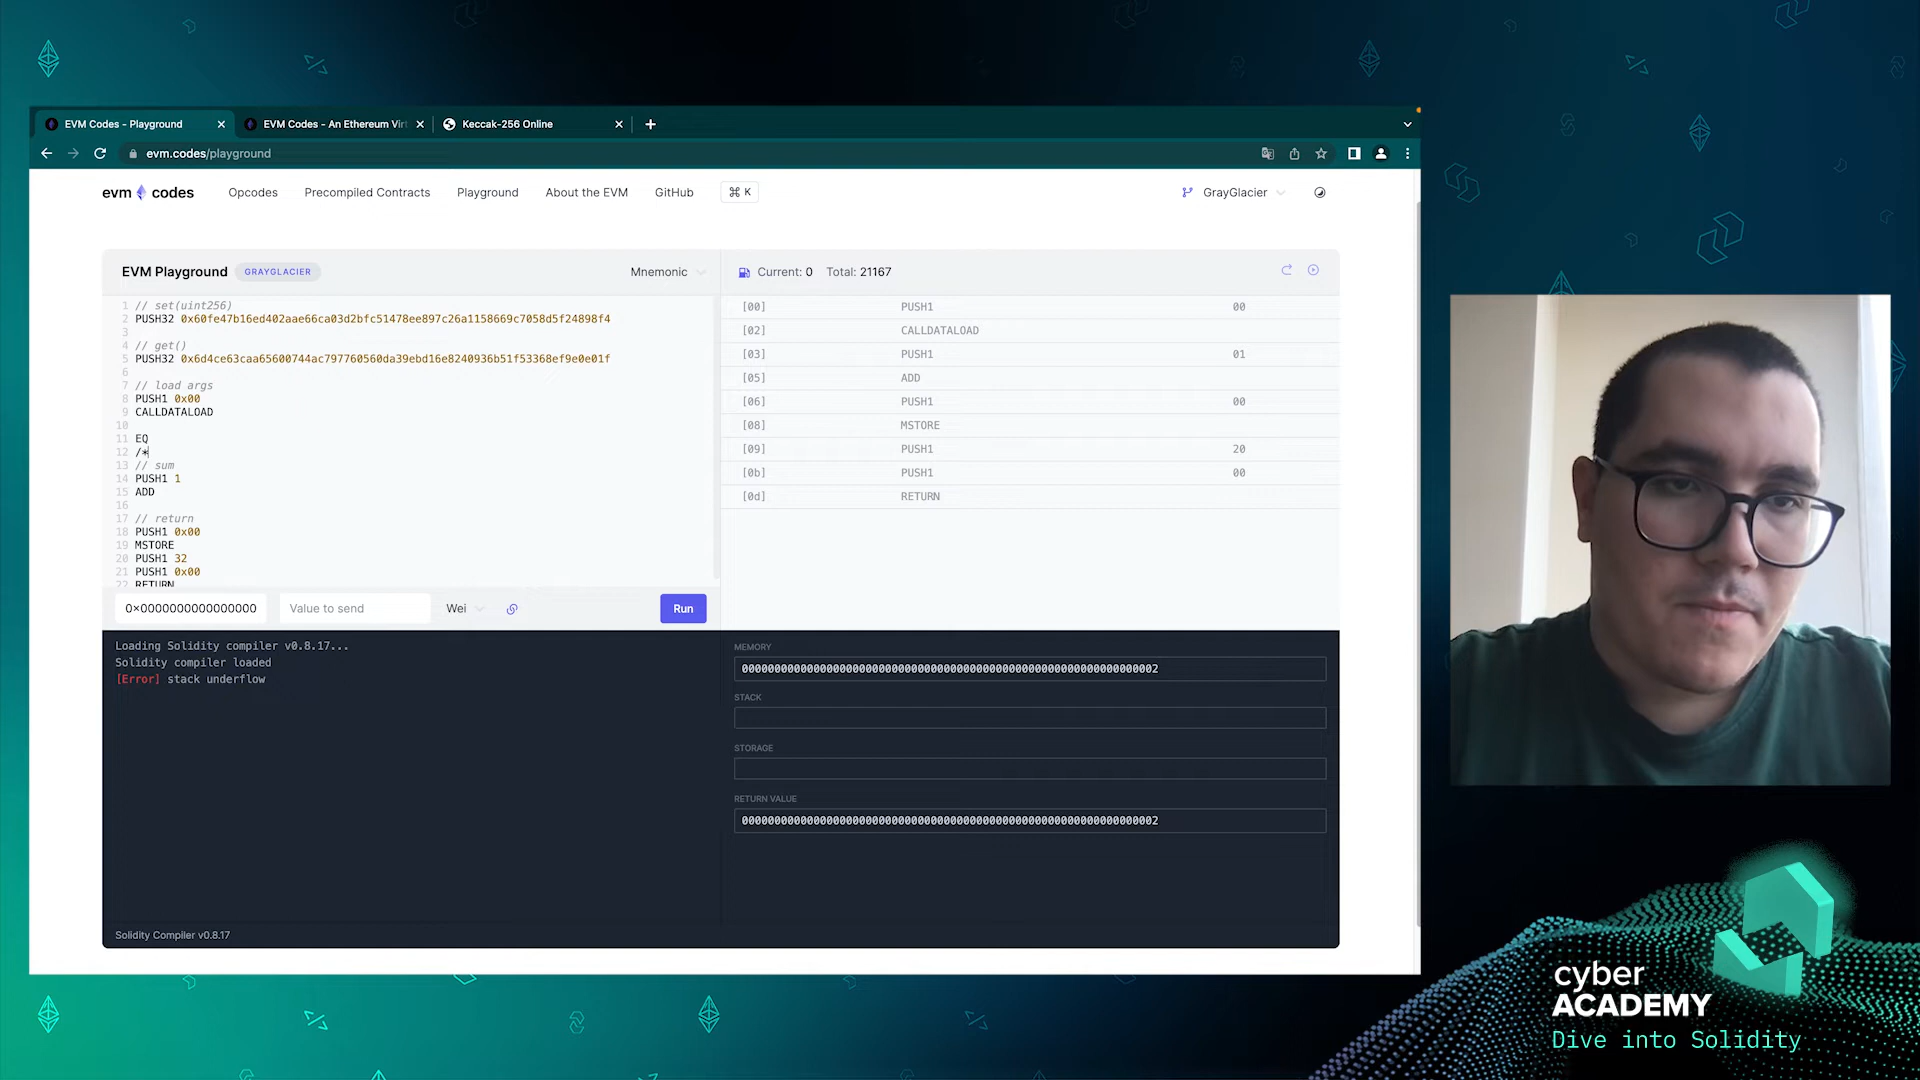 EVM Codes - Playground
EVM Codes - An Ethereum Virt
Keccak-256 Online
evm.codes/playground
evm codes
Opcodes
Precompiled Contracts
Playground
About the EVM
GitHub
⌘ K
GrayGlacier
EVM Playground
GRAYGLACIER
Mnemonic
Current: 0 Total: 21167
1 // set(uint256)
2 PUSH32 0x60fe47b16ed402aae66ca03d2bfc51478ee897c26a1158669c7058d5f24898f4
3
4 // get()
5 PUSH32 0x6d4ce63caa65600744ac797760560da39ebd16e8240936b51f53368ef9e0e01f
6
7 // load args
8 PUSH1 0x00
9 CALLDATALOAD
10
11 EQ
12 /*
13 // sum
14 PUSH1 1
15 ADD
16
17 // return
18 PUSH1 0x00
19 MSTORE
20 PUSH1 32
21 PUSH1 0x00
22 RETURN
[00] PUSH1 00
[02] CALLDATALOAD
[03] PUSH1 01
[05] ADD
[06] PUSH1 00
[08] MSTORE
[09] PUSH1 20
[0b] PUSH1 00
[0d] RETURN
0×0000000000000000
Value to send
Wei
Run
Loading Solidity compiler v0.8.17...
Solidity compiler loaded
[Error] stack underflow
Solidity Compiler v0.8.17
MEMORY
0000000000000000000000000000000000000000000000000000000000000002
STACK
STORAGE
RETURN VALUE
0000000000000000000000000000000000000000000000000000000000000002
cyber
ACADEMY
Dive into Solidity